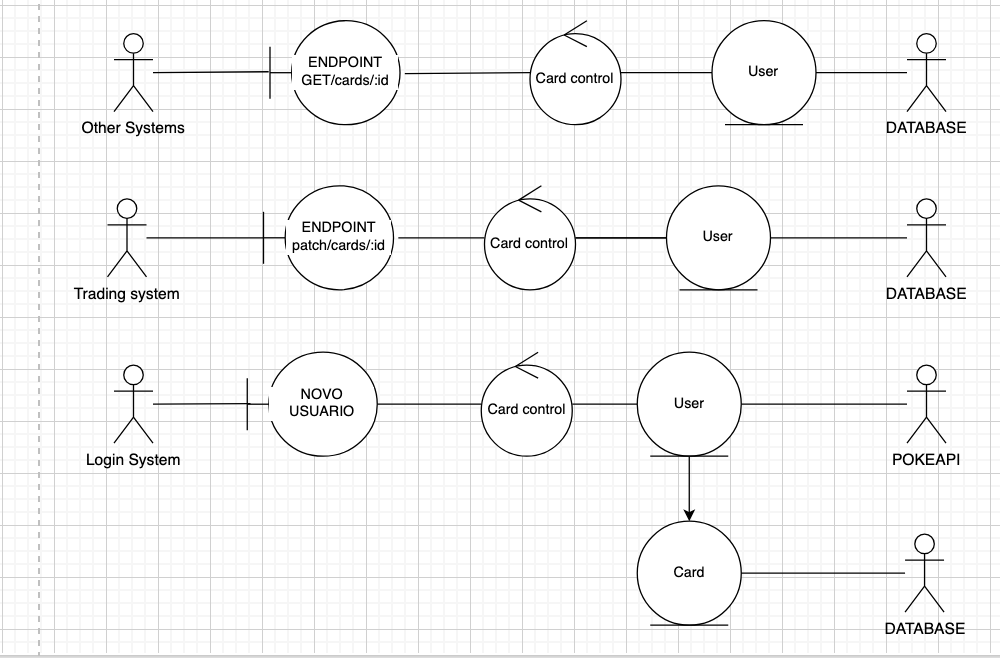 ENDPOINT
GET/cards/:id
Card control
User
Other Systems
DATABASE
ENDPOINT
patch/cards/:id
Card control
User
Trading system
DATABASE
NOVO
USUARIO
Card control
User
Login System
POKEAPI
Card
DATABASE